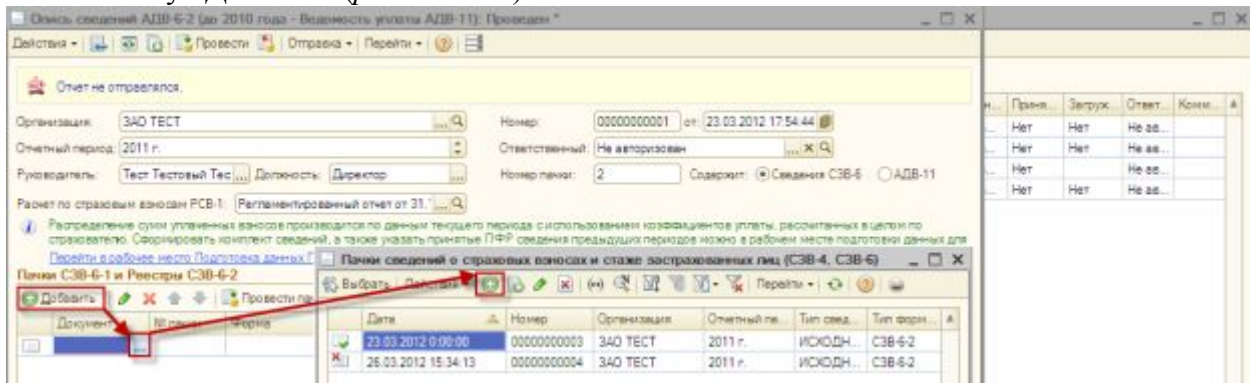 Опись сведений АДВ-6-2 (до 2010 года - Ведомость уплаты АДВ-11): Проведен *
Действия Провести Отправка Перейти
Отчет не отправлялся.
Организация: ЗАО ТЕСТ ... Номер: 00000000001 от: 23.03.2012 17:54:44
Отчетный период: 2011 г. Ответственный: Не авторизован ... x
Руководитель: Тест Тестовый Тес ... Должность: Директор ... Номер пачки: 2 Содержит: Сведения СЗВ-6 АДВ-11
Расчет по страховым взносам РСВ-1: Регламентированный отчет от 31. ...
Распределение сумм уплаченных взносов производится по данным текущего периода с использованием коэффициентов уплаты, рассчитанных в целом по
страхователю. Сформировать комплект сведений, а также указать принятые ПФР сведения предыдущих периодов можно в рабочем месте подготовки данных для
Перейти в рабочее место Подготовка данных П
Пачки СЗВ-6-1 и Реестры СЗВ-6-2
Добавить Провести па
Документ № пачки Форма
...
Пачки сведений о страховых взносах и стаже застрахованных лиц (СЗВ-4, СЗВ-6)
Выбрать Действия Перейти
Дата Номер Организация Отчетный пе... Тип свед... Тип форм...
23.03.2012 0:00:00 00000000003 ЗАО ТЕСТ 2011 г. ИСХОДН... СЗВ-6-2
26.03.2012 15:34:13 00000000004 ЗАО ТЕСТ 2011 г. ИСХОДН... СЗВ-6-2
н... Приня... Загруж... Ответ... Комм...
... Нет Нет Не ав...
... Нет Нет Не ав...
... Нет Нет Не ав...
... Нет Нет Не ав...